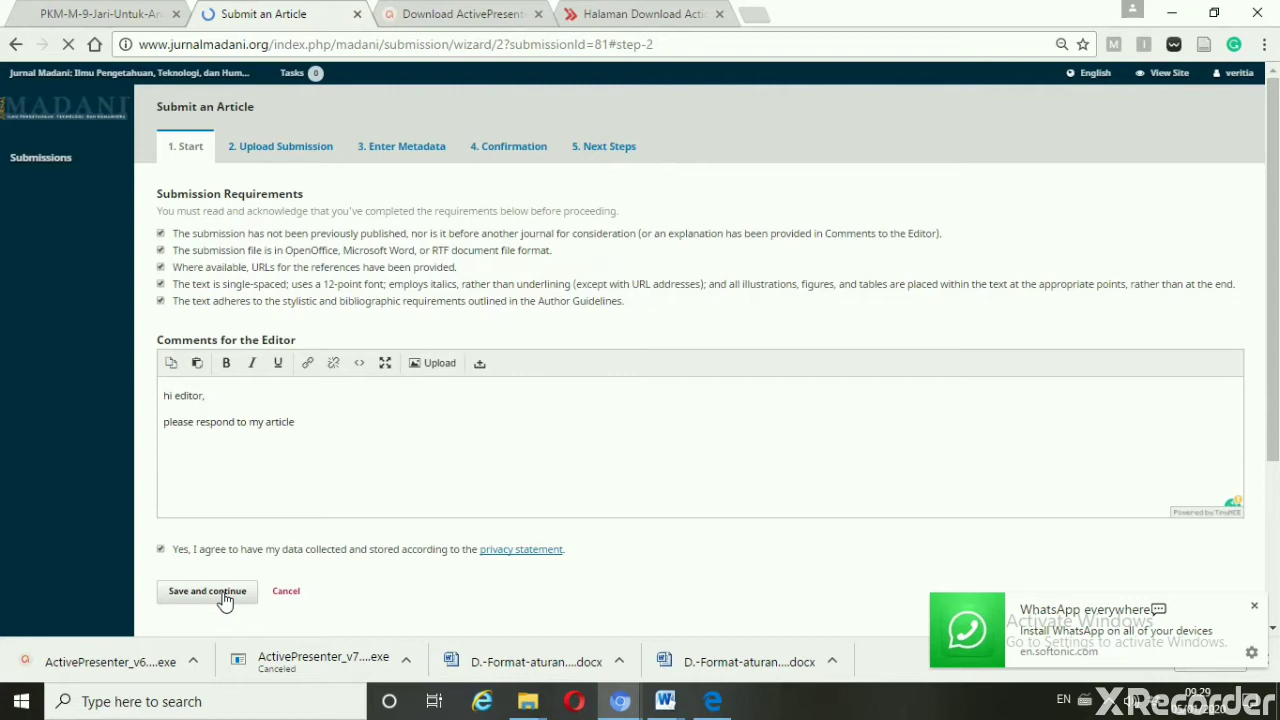 PKM-M-9-Jari-Untuk-An
Submit an Article
Download ActivePresent
Halaman Download Actio
www.jurnalmadani.org/index.php/madani/submission/wizard/2?submissionId=81#step-2
Jurnal Madani: Ilmu Pengetahuan, Teknologi, dan Hum...
Tasks 0
English
View Site
veritia
MADANI
Submissions
Submit an Article
1. Start
2. Upload Submission
3. Enter Metadata
4. Confirmation
5. Next Steps
Submission Requirements
You must read and acknowledge that you've completed the requirements below before proceeding.
The submission has not been previously published, nor is it before another journal for consideration (or an explanation has been provided in Comments to the Editor).
The submission file is in OpenOffice, Microsoft Word, or RTF document file format.
Where available, URLs for the references have been provided.
The text is single-spaced; uses a 12-point font; employs italics, rather than underlining (except with URL addresses); and all illustrations, figures, and tables are placed within the text at the appropriate points, rather than at the end.
The text adheres to the stylistic and bibliographic requirements outlined in the Author Guidelines.
Comments for the Editor
B I U Upload
hi editor,
please respond to my article
Powered by TinyMCE
Yes, I agree to have my data collected and stored according to the privacy statement.
Save and continue
Cancel
WhatsApp everywhere
Install WhatsApp on all of your devices
en.softonic.com
Activate Windows
Go to Settings to activate Windows.
ActivePresenter_v6....exe
ActivePresenter_v7....exe
Canceled
D.-Format-aturan....docx
D.-Format-aturan....docx
Type here to search
EN
09.29
05/01/2020
XRecorder